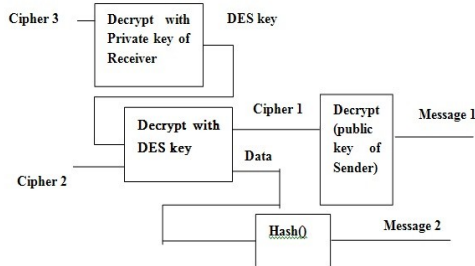 Cipher 3
Decrypt with
Private key of
Receiver
DES key
Cipher 1
Decrypt
(public
key of
Sender)
Message 1
Decrypt with
DES key
Data
Cipher 2
Hash()
Message 2